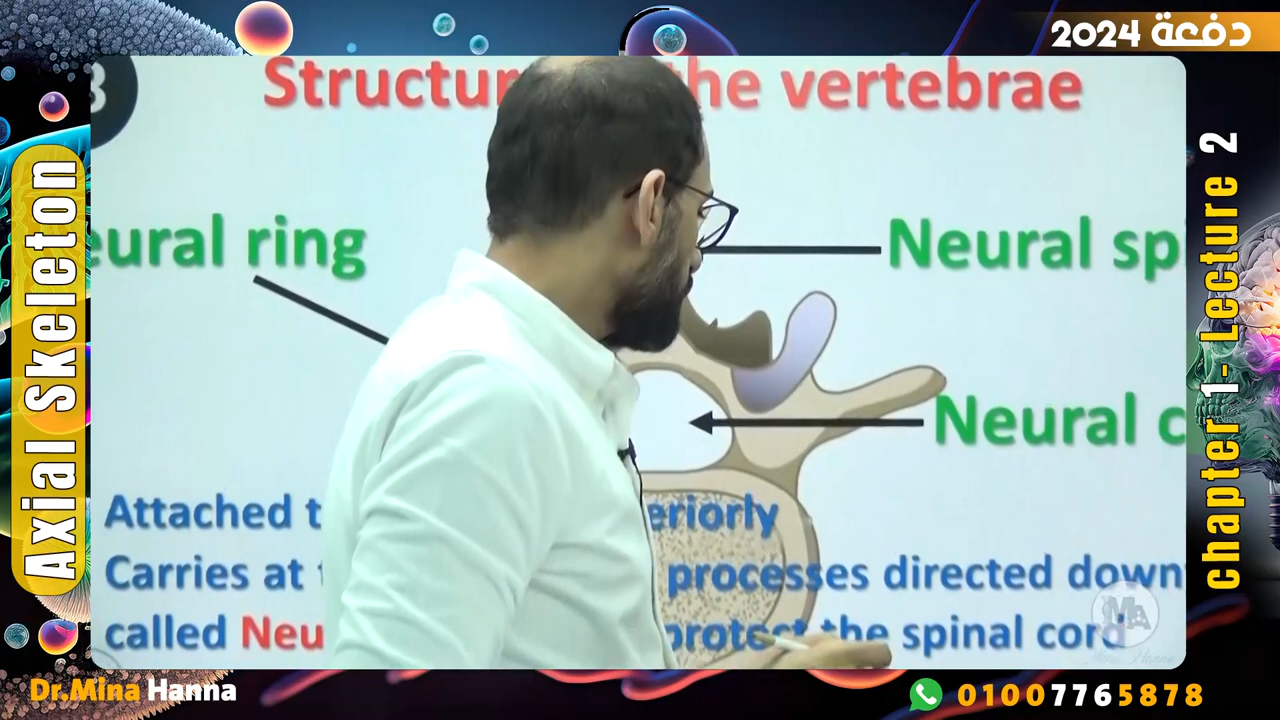 دفعة 2024
Structur he vertebrae
eural ring
Neural sp
Neural c
Attached t eriorly
Carries at processes directed down
called Neu protect the spinal cord
Axial Skeleton
chapter 1- Lecture 2
Dr.Mina Hanna
01007765878